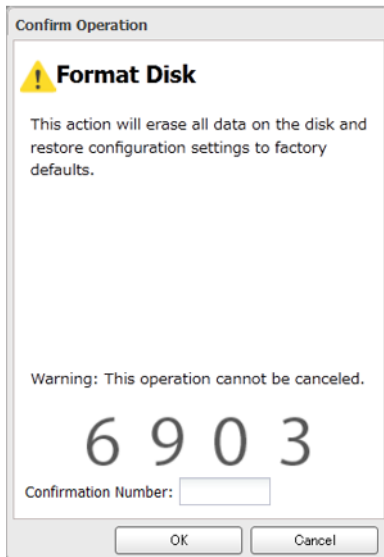 Confirm Operation
Format Disk
This action will erase all data on the disk and
restore configuration settings to factory
defaults.
Warning: This operation cannot be canceled.
6 9 0 3
Confirmation Number:
OK Cancel